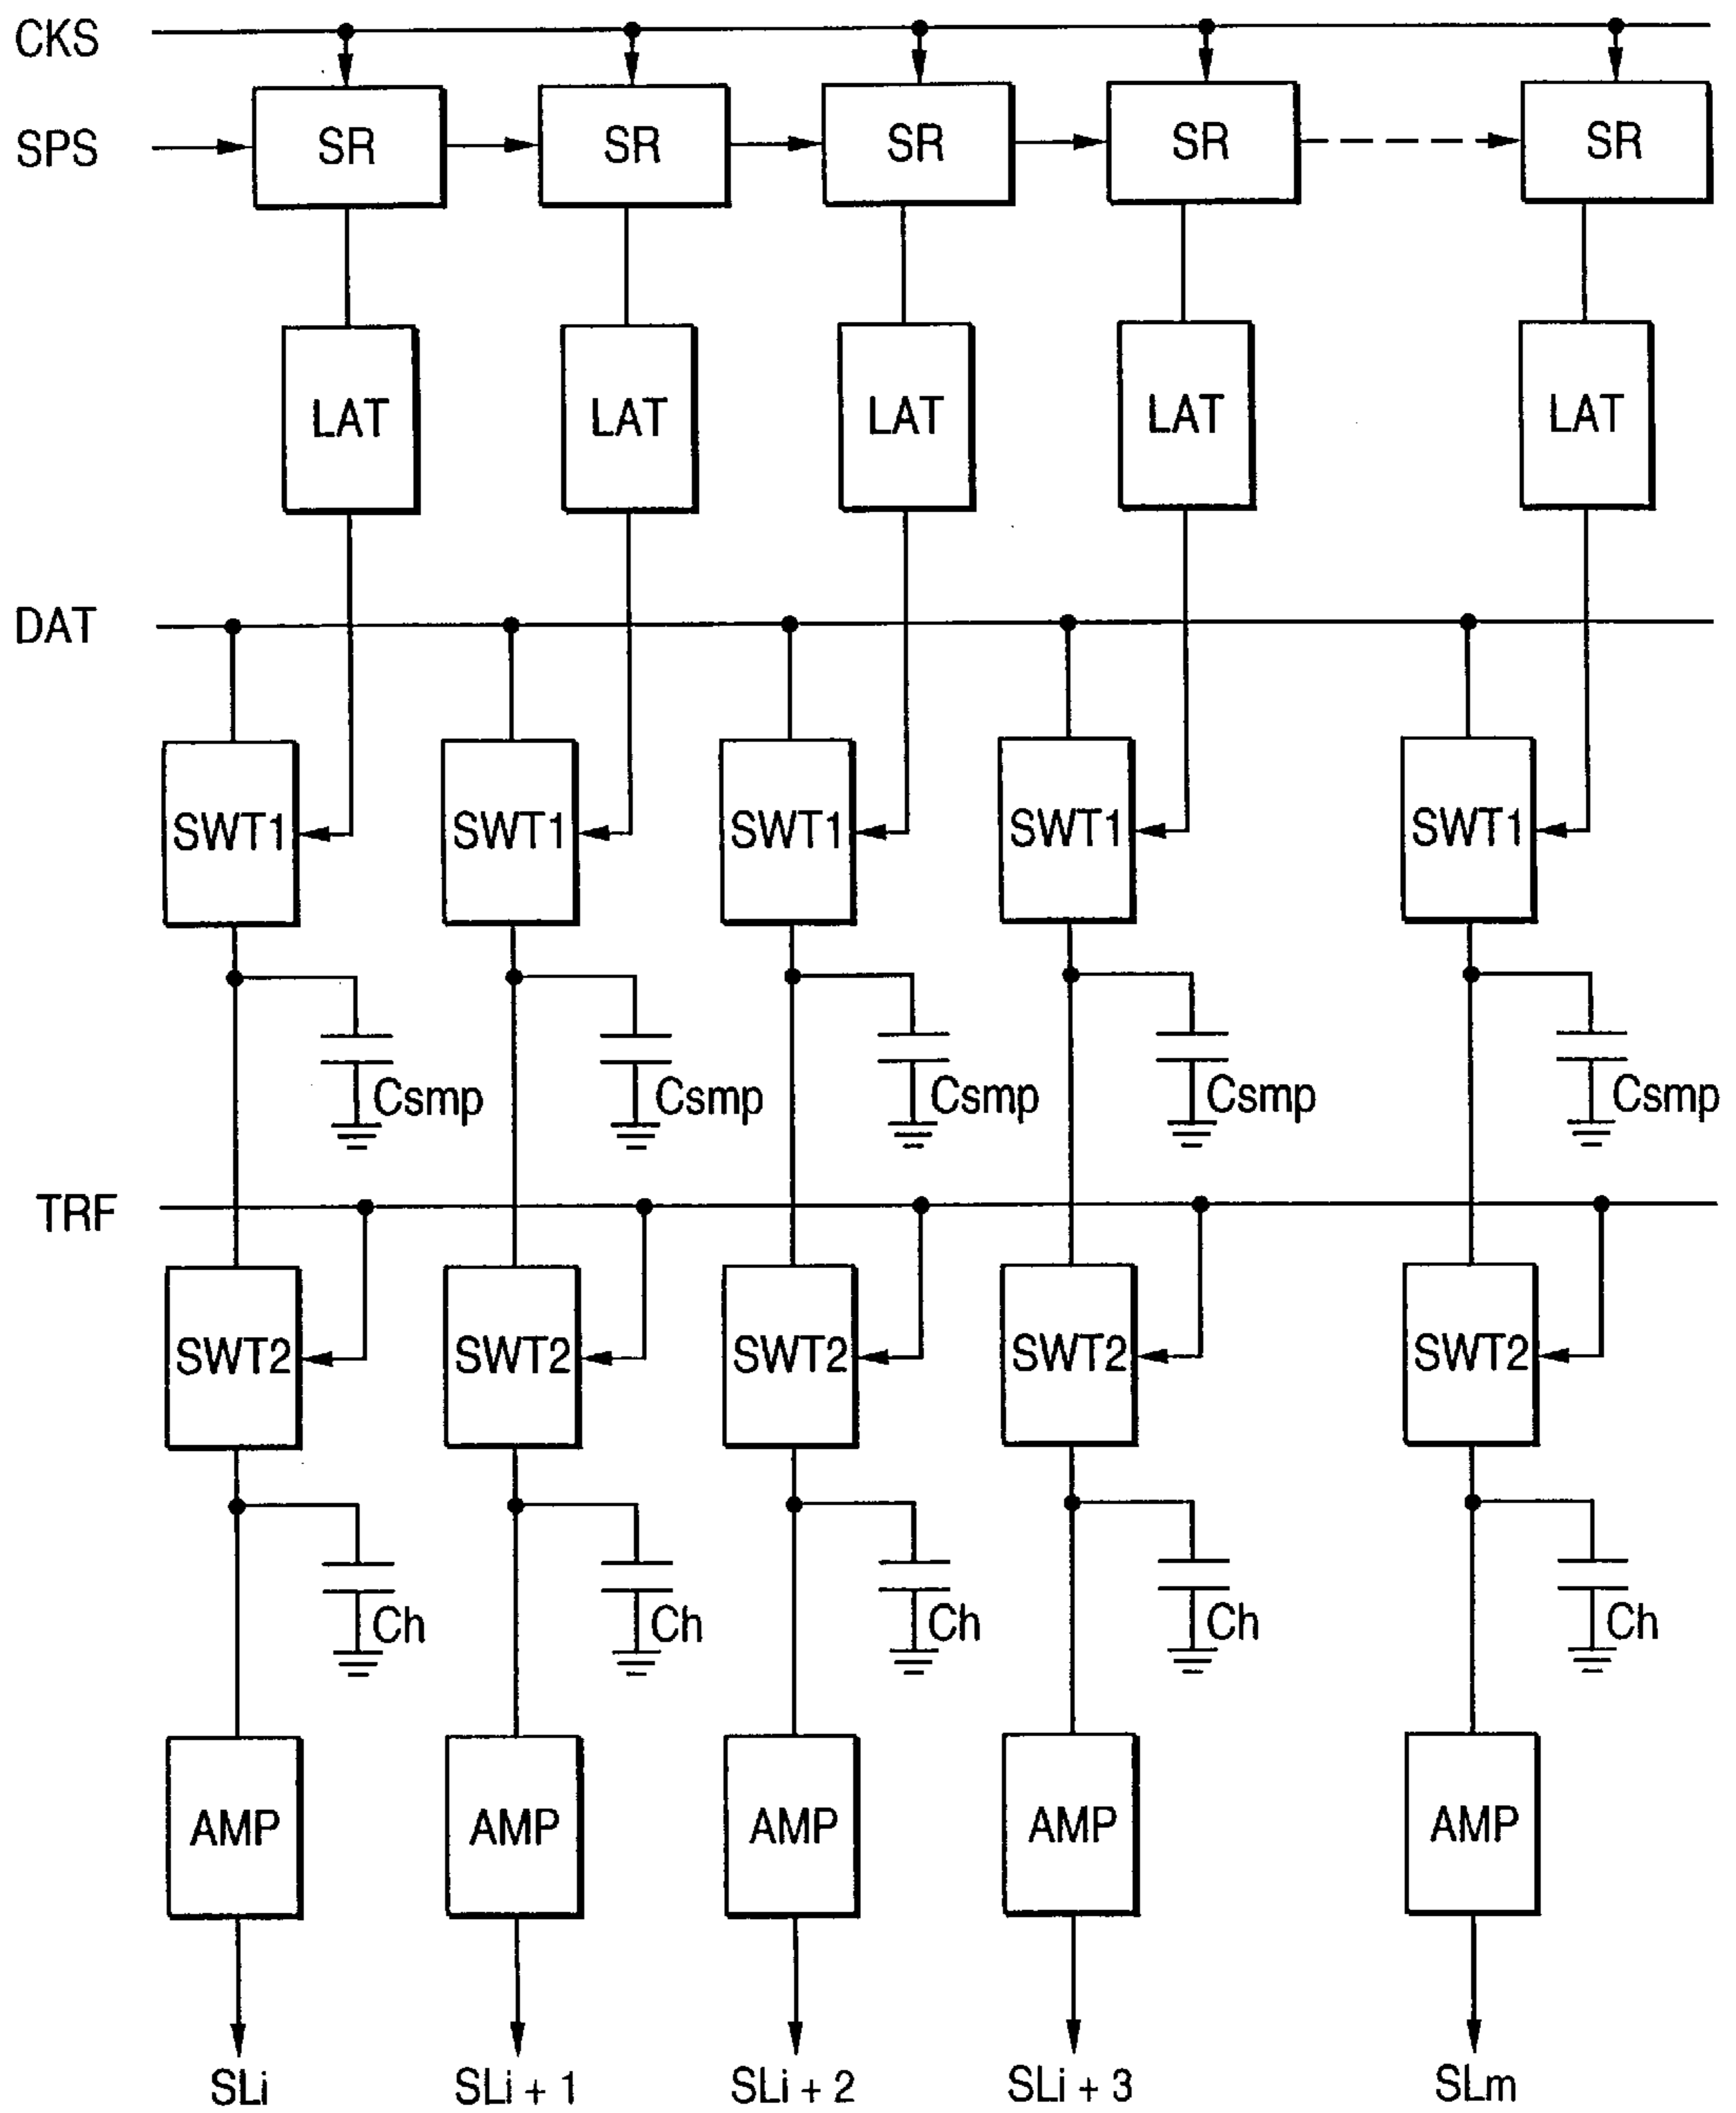 CKS
SPS SR SR SR SR SR
LAT LAT LAT LAT LAT
DAT
SWT1 SWT1 SWT1 SWT1 SWT1
Csmp Csmp Csmp Csmp Csmp
TRF
SWT2 SWT2 SWT2 SWT2 SWT2
Ch Ch Ch Ch Ch
AMP AMP AMP AMP AMP
SLi SLi + 1 SLi + 2 SLi + 3 SLm